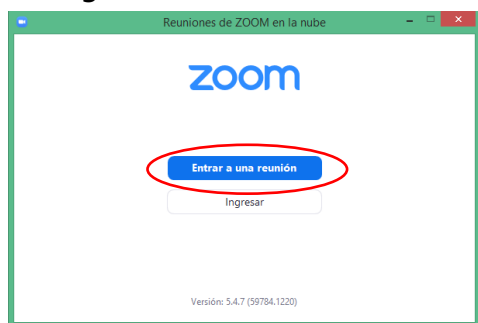 Reuniones de ZOOM en la nube
zoom
Entrar a una reunión
Ingresar
Versión: 5.4.7 (59784.1220)